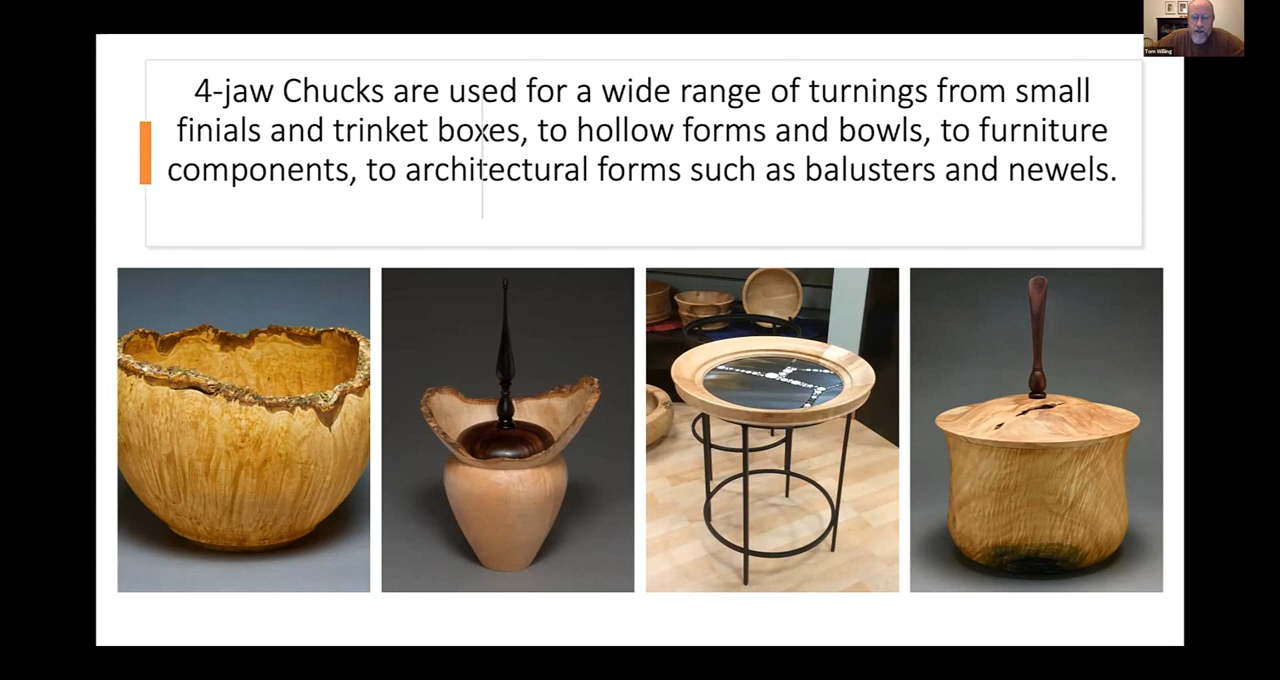 Tom Willing
4-jaw Chucks are used for a wide range of turnings from small
finials and trinket boxes, to hollow forms and bowls, to furniture
components, to architectural forms such as balusters and newels.